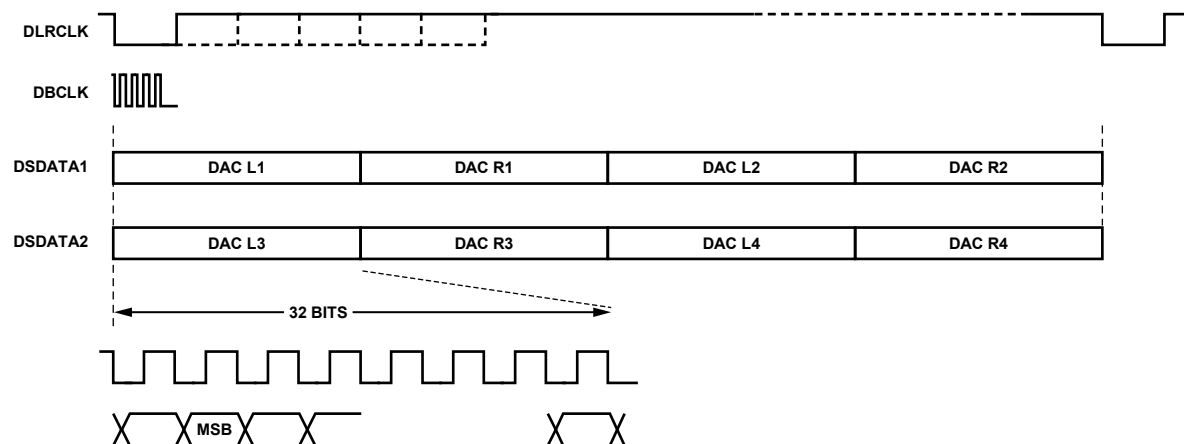 DLRCLK
DBCLK
DSDATA1 DAC L1 DAC R1 DAC L2 DAC R2
DSDATA2 DAC L3 DAC R3 DAC L4 DAC R4
32 BITS
MSB